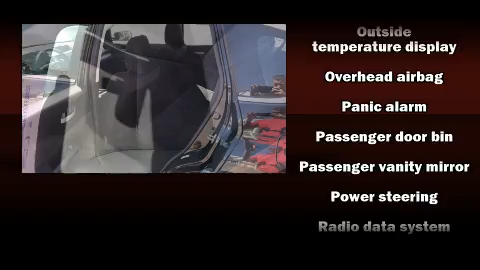 Outside
temperature display
Overhead airbag
Panic alarm
Passenger door bin
Passenger vanity mirror
Power steering
Radio data system